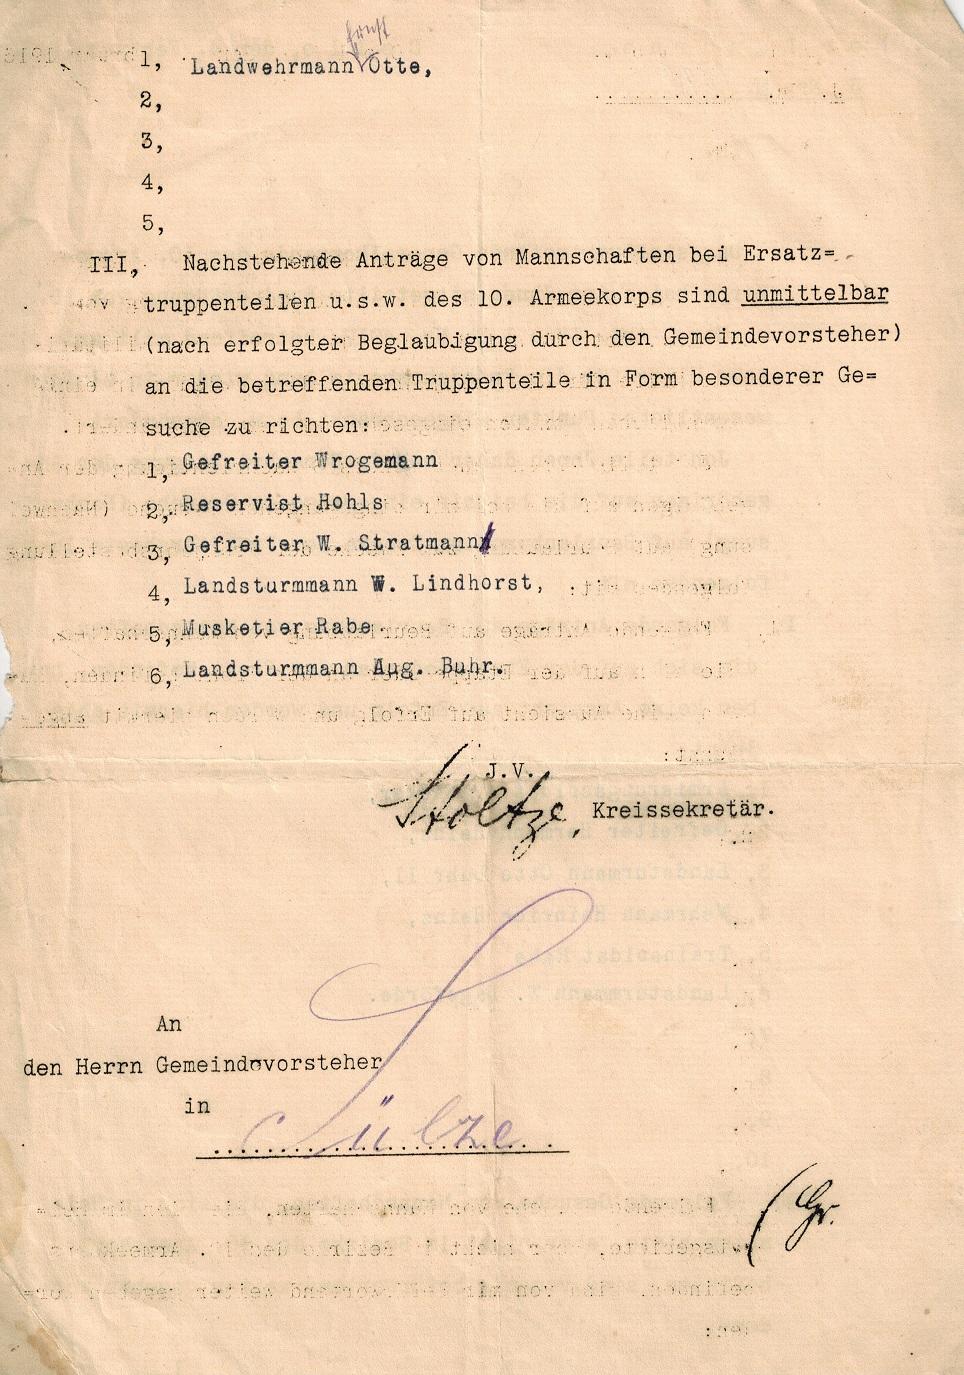 Ernst
1, Landwehrmann Otte,
2,
3,
4,
5,
III, Nachstehende Anträge von Mannschaften bei Ersatz=
truppenteilen u.s.w. des 10. Armeekorps sind unmittelbar
(nach erfolgter Beglaubigung durch den Gemeindevorsteher)
an die betreffenden Truppenteile in Form besonderer Ge=
suche zu richten:
1, Gefreiter Wrogemann
2, Reservist Hohls
3, Gefreiter W. Stratmann
4, Landsturmmann W. Lindhorst,
5, Musketier Rabe
6, Landsturmmann Aug. Buhr.
J.V.
Stoltze, Kreissekretär.
An
den Herrn Gemeindevorsteher
in
Sülze
Gr.